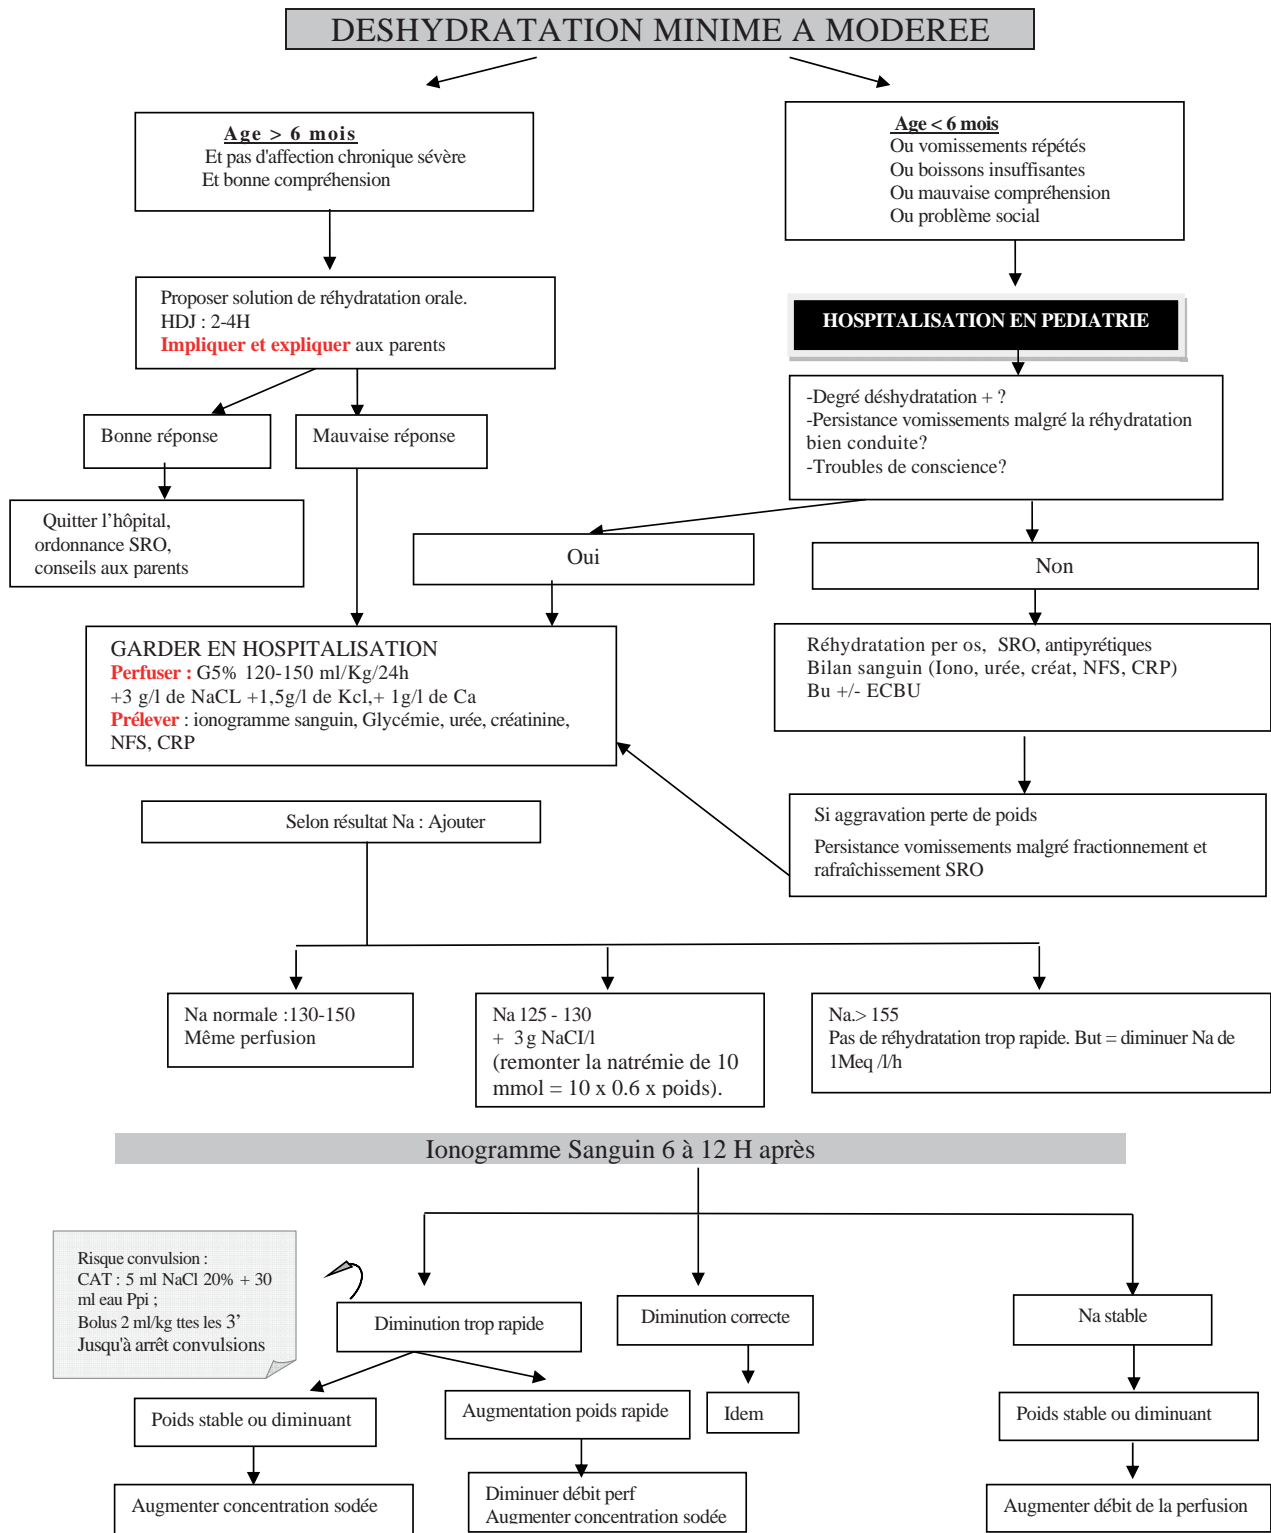 DESHYDRATATION MINIME A MODEREE
Age > 6 mois
Et pas d'affection chronique sévère
Et bonne compréhension
Age < 6 mois
Ou vomissements répétés
Ou boissons insuffisantes
Ou mauvaise compréhension
Ou problème social
Proposer solution de réhydratation orale.
HDJ : 2-4H
Impliquer et expliquer aux parents
HOSPITALISATION EN PEDIATRIE
-Degré déshydratation + ?
-Persistance vomissements malgré la réhydratation
bien conduite?
-Troubles de conscience?
Bonne réponse
Mauvaise réponse
Quitter l'hôpital,
ordonnance SRO,
conseils aux parents
Oui
Non
GARDER EN HOSPITALISATION
Perfuser : G5% 120-150 ml/Kg/24h
+3 g/l de NaCL +1,5g/l de Kcl,+ 1g/l de Ca
Prélever : ionogramme sanguin, Glycémie, urée, créatinine,
NFS, CRP
Réhydratation per os, SRO, antipyrétiques
Bilan sanguin (Iono, urée, créat, NFS, CRP)
Bu +/- ECBU
Selon résultat Na : Ajouter
Si aggravation perte de poids
Persistance vomissements malgré fractionnement et
rafraîchissement SRO
Na normale :130-150
Même perfusion
Na 125 - 130
+ 3 g NaCI/l
(remonter la natrémie de 10
mmol = 10 x 0.6 x poids).
Na.> 155
Pas de réhydratation trop rapide. But = diminuer Na de
1Meq /l/h
Ionogramme Sanguin 6 à 12 H après
Risque convulsion :
CAT : 5 ml NaCl 20% + 30
ml eau Ppi ;
Bolus 2 ml/kg ttes les 3'
Jusqu'à arrêt convulsions
Diminution trop rapide
Diminution correcte
Na stable
Poids stable ou diminuant
Augmentation poids rapide
Idem
Poids stable ou diminuant
Augmenter concentration sodée
Diminuer débit perf
Augmenter concentration sodée
Augmenter débit de la perfusion